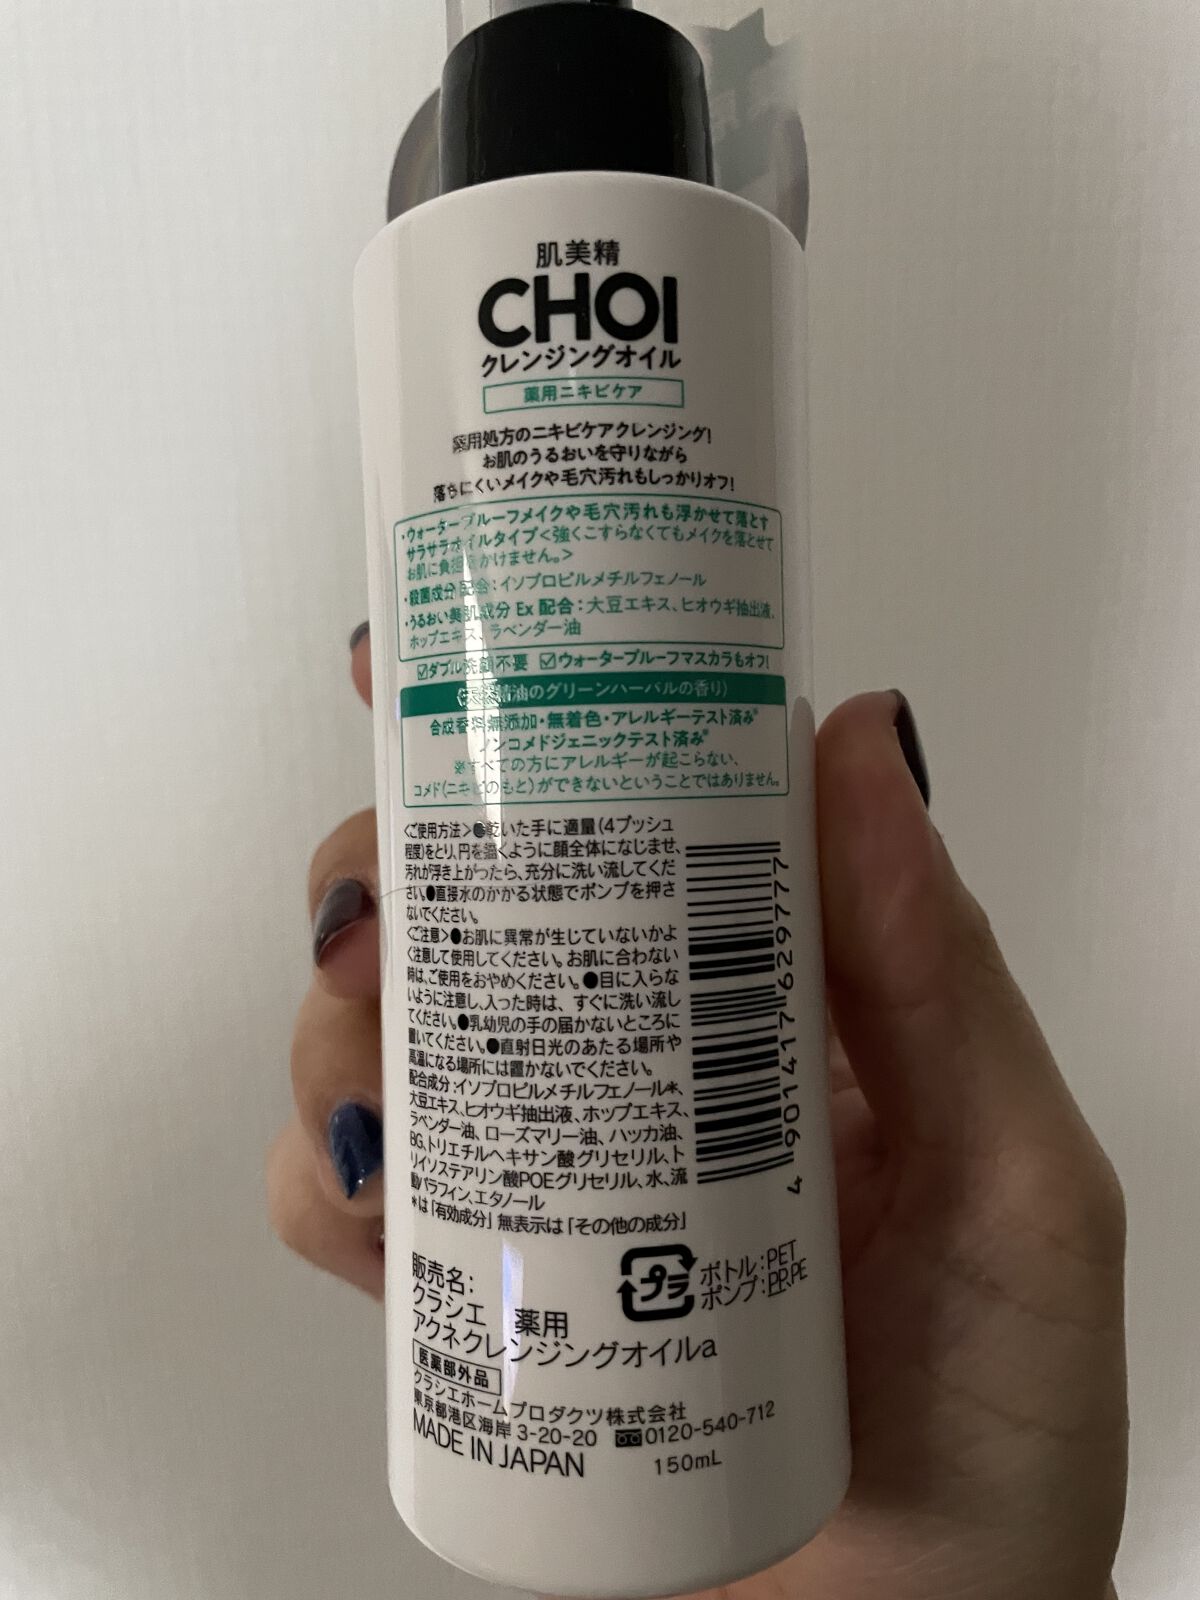 肌美精
CHOI
クレンジングオイル
薬用ニキビケア
薬用処方のニキビケアクレンジング!
お肌のうるおいを守りながら
落ちにくいメイクや毛穴汚れもしっかりオフ!
・ウォータープルーフメイクや毛穴汚れも浮かせて落とす
サラサラオイルタイプ<強くこすらなくてもメイクを落とせて
お肌に負担をかけません。>
・殺菌成分 配合:イソプロピルメチルフェノール
・うるおい美肌成分 Ex 配合:大豆エキス、ヒオウギ抽出液、
ホップエキス、ラベンダー油
☑ダブル洗顔不要 ☑ウォータープルーフマスカラもオフ!
(天然精油のグリーンハーバルの香り)
合成香料無添加・無着色・アレルギーテスト済み※
ノンコメドジェニックテスト済み※
※すべての方にアレルギーが起こらない、
コメド(ニキビのもと)ができないということではありません。
<ご使用方法>●乾いた手に適量(4プッシュ
程度)をとり、円を描くように顔全体になじませ、
汚れが浮き上がったら、充分に洗い流してくだ
さい。●直接水のかかる状態でポンプを押さ
ないでください。
<ご注意>●お肌に異常が生じていないかよ
く注意して使用してください。お肌に合わない
時は、ご使用をおやめください。●目に入らな
いように注意し、入った時は、すぐに洗い流し
てください。●乳幼児の手の届かないところに
置いてください。●直射日光のあたる場所や
高温になる場所には置かないでください。
配合成分:イソプロピルメチルフェノール*、
大豆エキス、ヒオウギ抽出液、ホップエキス、
ラベンダー油、ローズマリー油、ハッカ油、
BG、トリエチルヘキサン酸グリセリル、ト
リイソステアリン酸POEグリセリル、水、流
動パラフィン、エタノール
*は「有効成分」無表示は「その他の成分」
4901417629777
プラ
ボトル:PET
ポンプ:PP、PE
販売名:
クラシエ 薬用
アクネクレンジングオイルa
医薬部外品
クラシエホームプロダクツ株式会社
東京都港区海岸 3-20-20 0120-540-712
MADE IN JAPAN 150mL